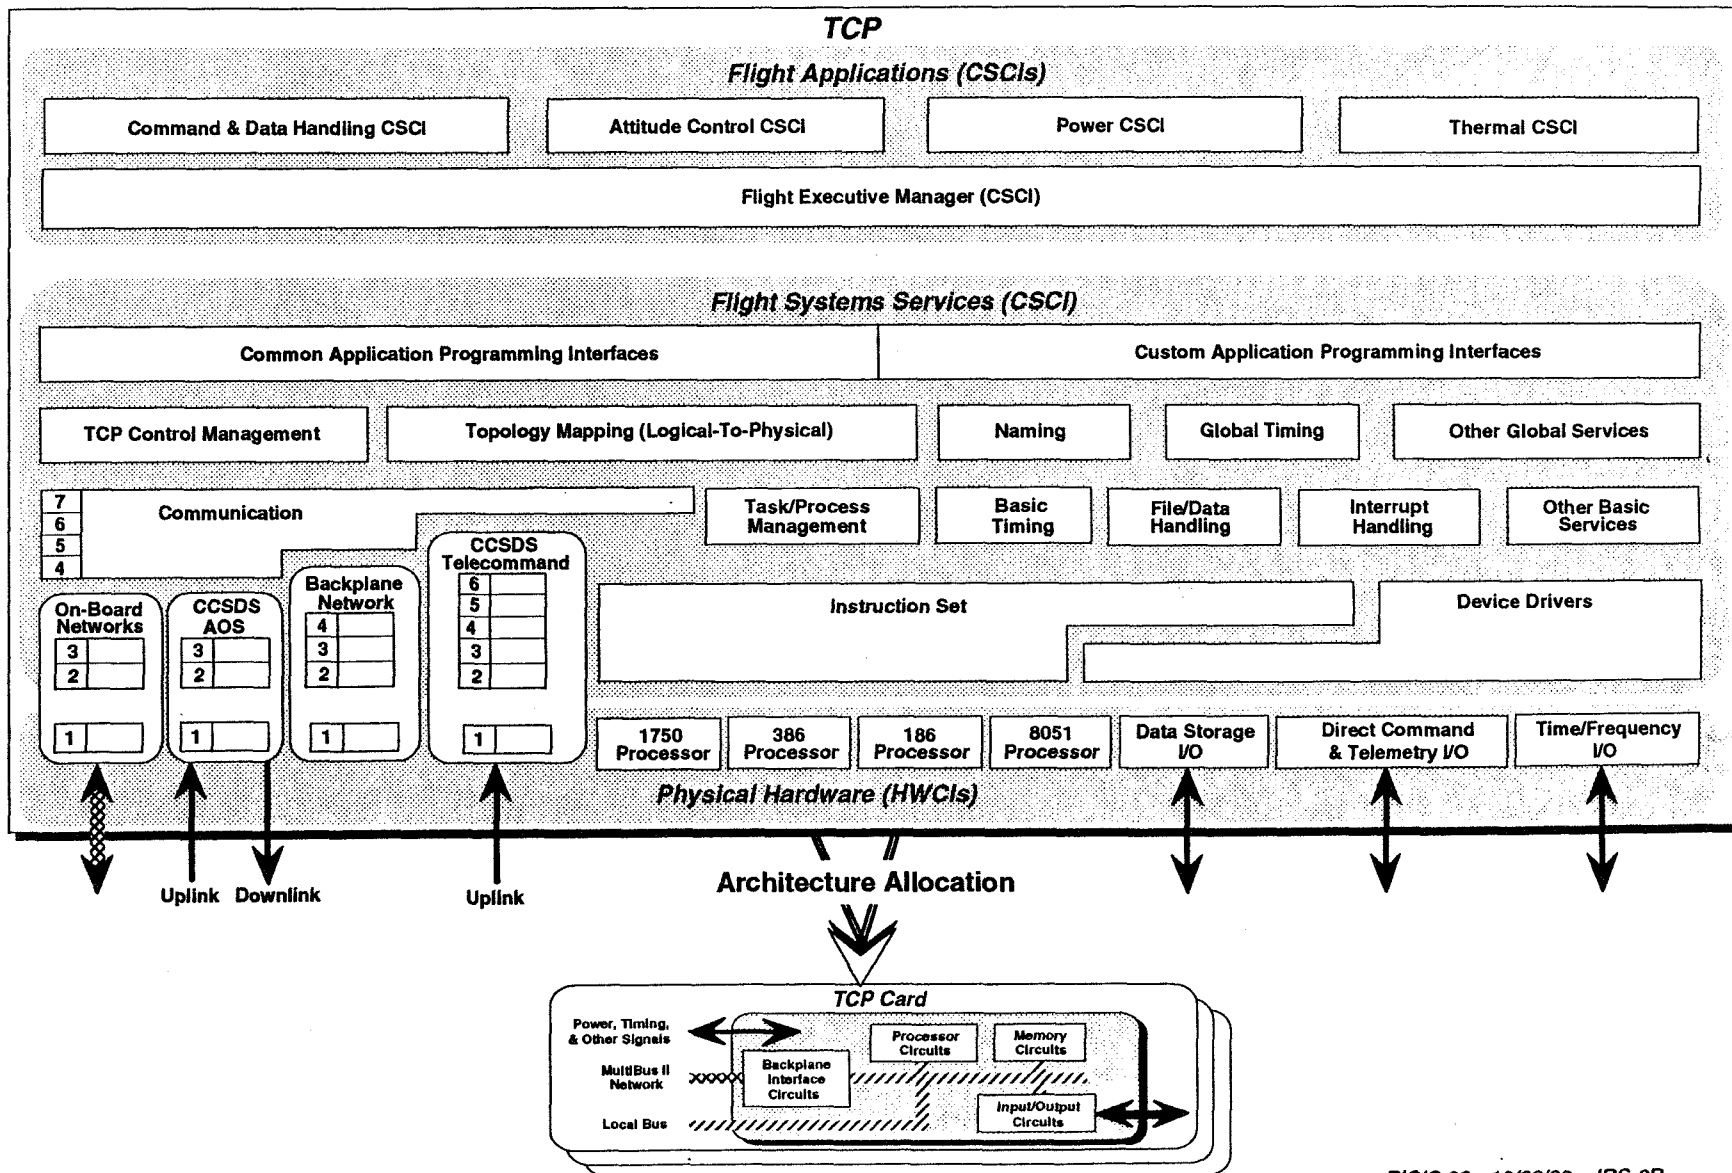 TCP
Flight Applications (CSCIs)
Command & Data Handling CSCI
Attitude Control CSCI
Power CSCI
Thermal CSCI
Flight Executive Manager (CSCI)
Flight Systems Services (CSCI)
Common Application Programming Interfaces
Custom Application Programming Interfaces
TCP Control Management
Topology Mapping (Logical-To-Physical)
Naming
Global Timing
Other Global Services
7
6
5
4
Communication
Task/Process
Management
Basic
Timing
File/Data
Handling
Interrupt
Handling
Other Basic
Services
On-Board
Networks
3
2
1
CCSDS
AOS
3
2
1
Backplane
Network
4
3
2
1
CCSDS
Telecommand
6
5
4
3
2
1
Instruction Set
Device Drivers
1750
Processor
386
Processor
186
Processor
8051
Processor
Data Storage
I/O
Direct Command
& Telemetry I/O
Time/Frequency
I/O
Physical Hardware (HWCIs)
Uplink
Downlink
Uplink
Architecture Allocation
TCP Card
Power, Timing,
& Other Signals
MultiBus II
Network
Local Bus
Backplane
Interface
Circuits
Processor
Circuits
Memory
Circuits
Input/Output
Circuits